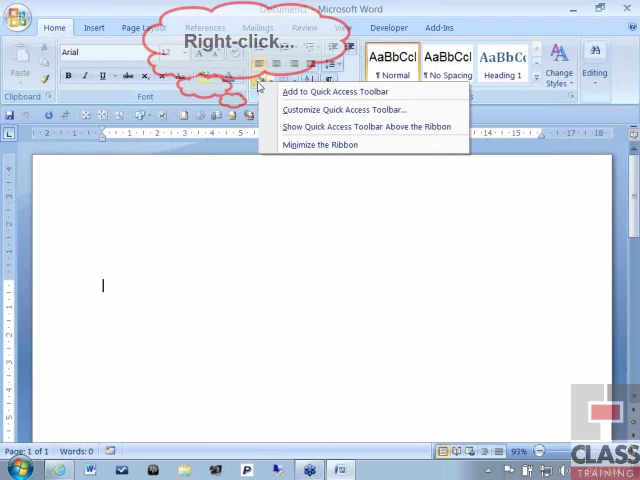 Document1 - Microsoft Word
Home Insert Page Layout References Mailings Review View Developer Add-Ins
Right-click...
Arial 12
Paste
B I U
AaBbCcI AaBbCcI AaBbC
¶ Normal ¶ No Spacing Heading 1
Change Styles
Editing
Clipboard Font Styles
Add to Quick Access Toolbar
Customize Quick Access Toolbar...
Show Quick Access Toolbar Above the Ribbon
Minimize the Ribbon
Page: 1 of 1 Words: 0 93%
CLASS
TRAINING